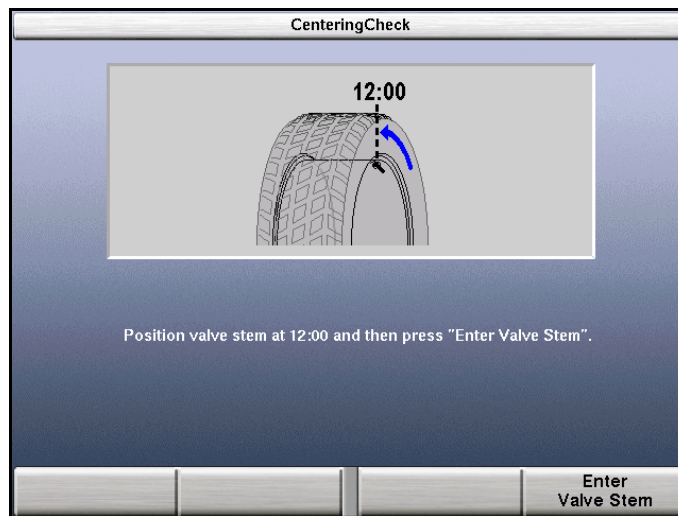 CenteringCheck
12:00
Position valve stem at 12:00 and then press "Enter Valve Stem".
Enter
Valve Stem